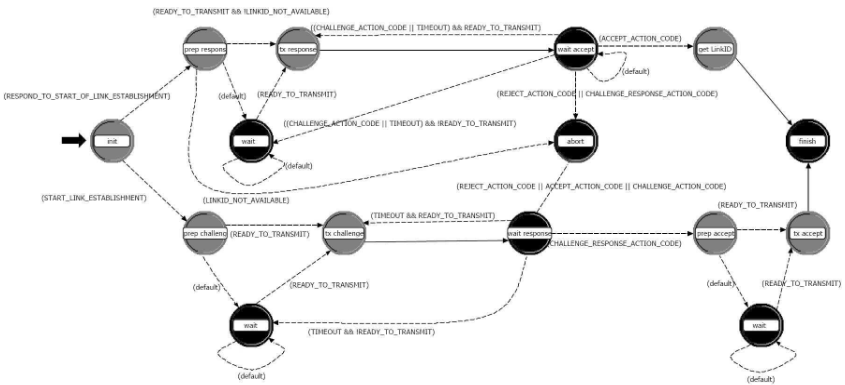 (READY_TO_TRANSMIT && !LINKID_NOT_AVAILABLE)
((CHALLENGE_ACTION_CODE || TIMEOUT) && READY_TO_TRANSMIT)
(ACCEPT_ACTION_CODE)
prep respons
tx response
wait accept
get LinkID
(default)
(RESPOND_TO_START_OF_LINK_ESTABLISHMENT)
(default)
(READY_TO_TRANSMIT)
(REJECT_ACTION_CODE || CHALLENGE_RESPONSE_ACTION_CODE)
((CHALLENGE_ACTION_CODE || TIMEOUT) && !READY_TO_TRANSMIT)
init
wait
abort
finish
(default)
(REJECT_ACTION_CODE || ACCEPT_ACTION_CODE || CHALLENGE_ACTION_CODE)
(START_LINK_ESTABLISHMENT)
(LINKID_NOT_AVAILABLE)
(READY_TO_TRANSMIT)
(TIMEOUT && READY_TO_TRANSMIT)
prep challeng
(READY_TO_TRANSMIT)
tx challenge
wait response
(CHALLENGE_RESPONSE_ACTION_CODE)
prep accept
tx accept
(default)
(READY_TO_TRANSMIT)
(default)
(READY_TO_TRANSMIT)
wait
(TIMEOUT && !READY_TO_TRANSMIT)
wait
(default)
(default)